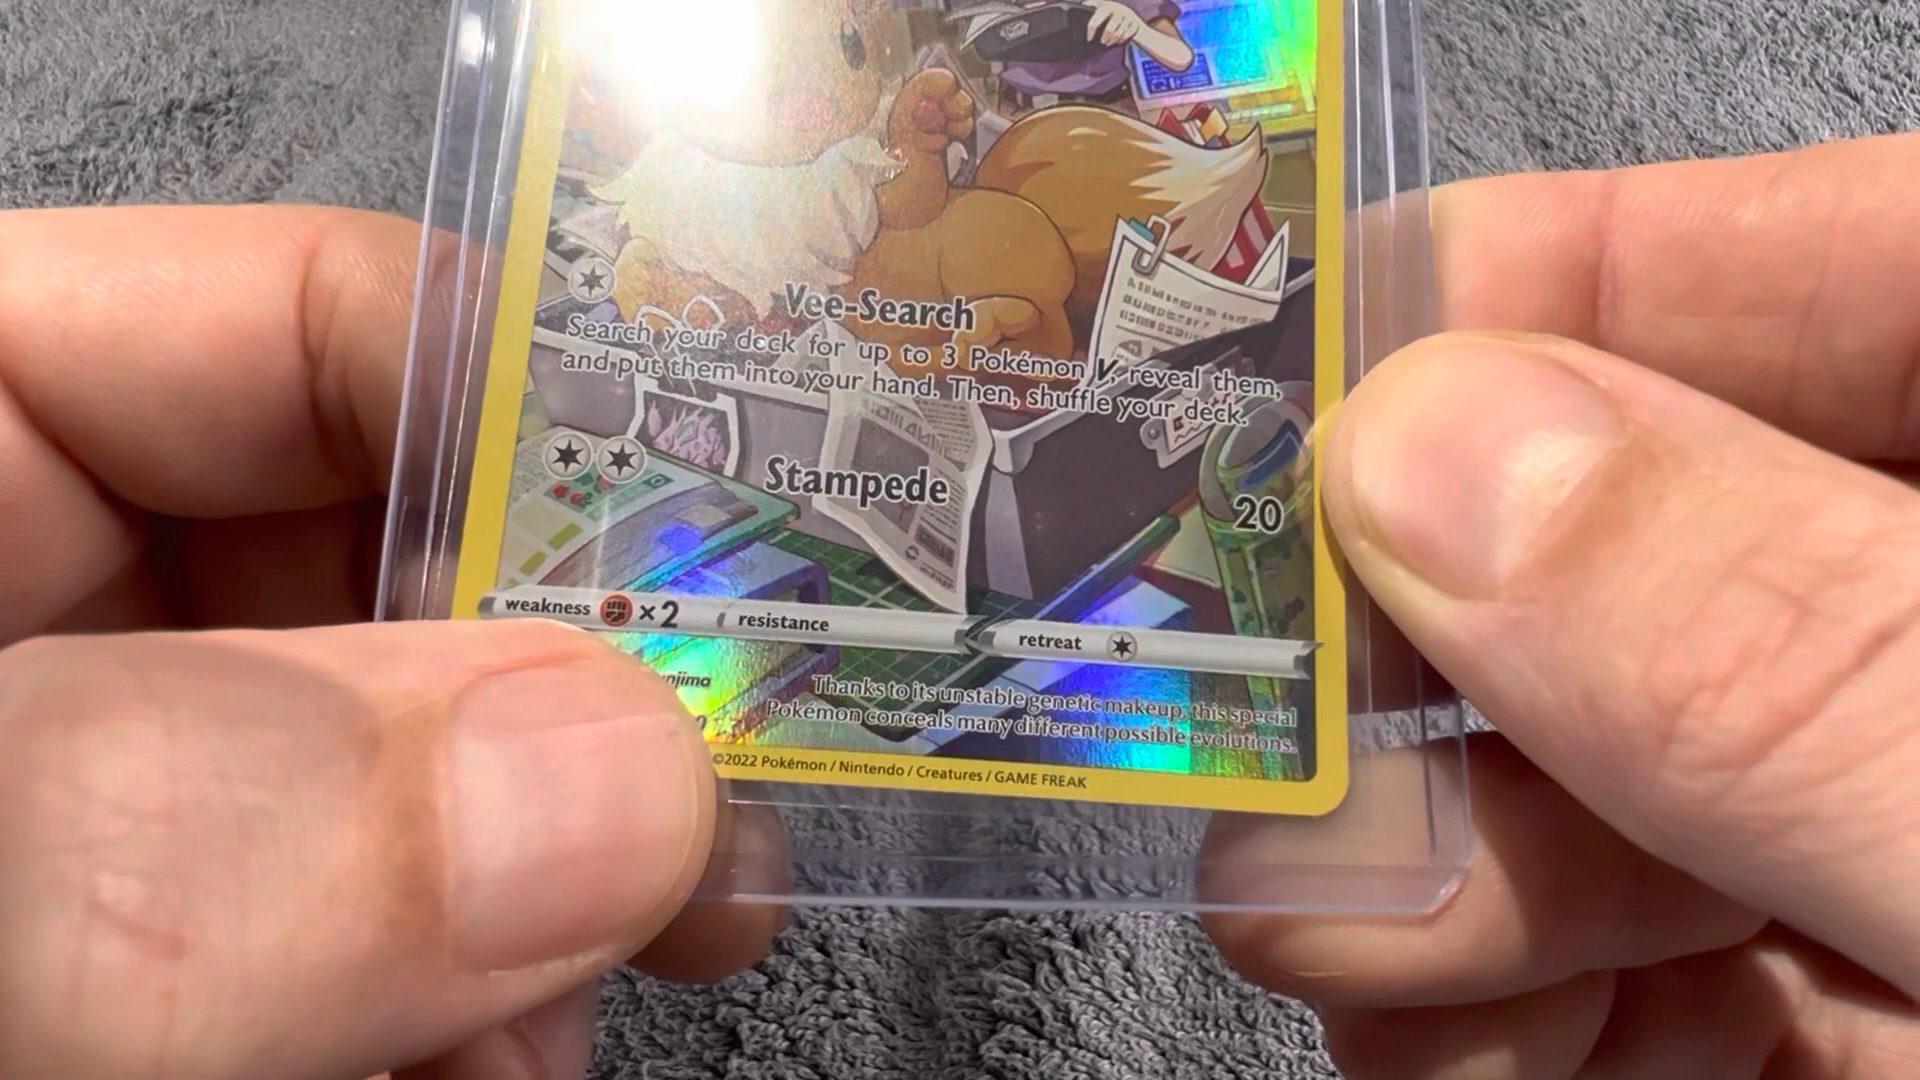 Vee-Search
Search your deck for up to 3 Pokémon V, reveal them,
and put them into your hand. Then, shuffle your deck.
Stampede
20
weakness ×2 resistance retreat
njima
Thanks to its unstable genetic makeup, this special
Pokémon conceals many different possible evolutions.
©2022 Pokémon / Nintendo / Creatures / GAME FREAK